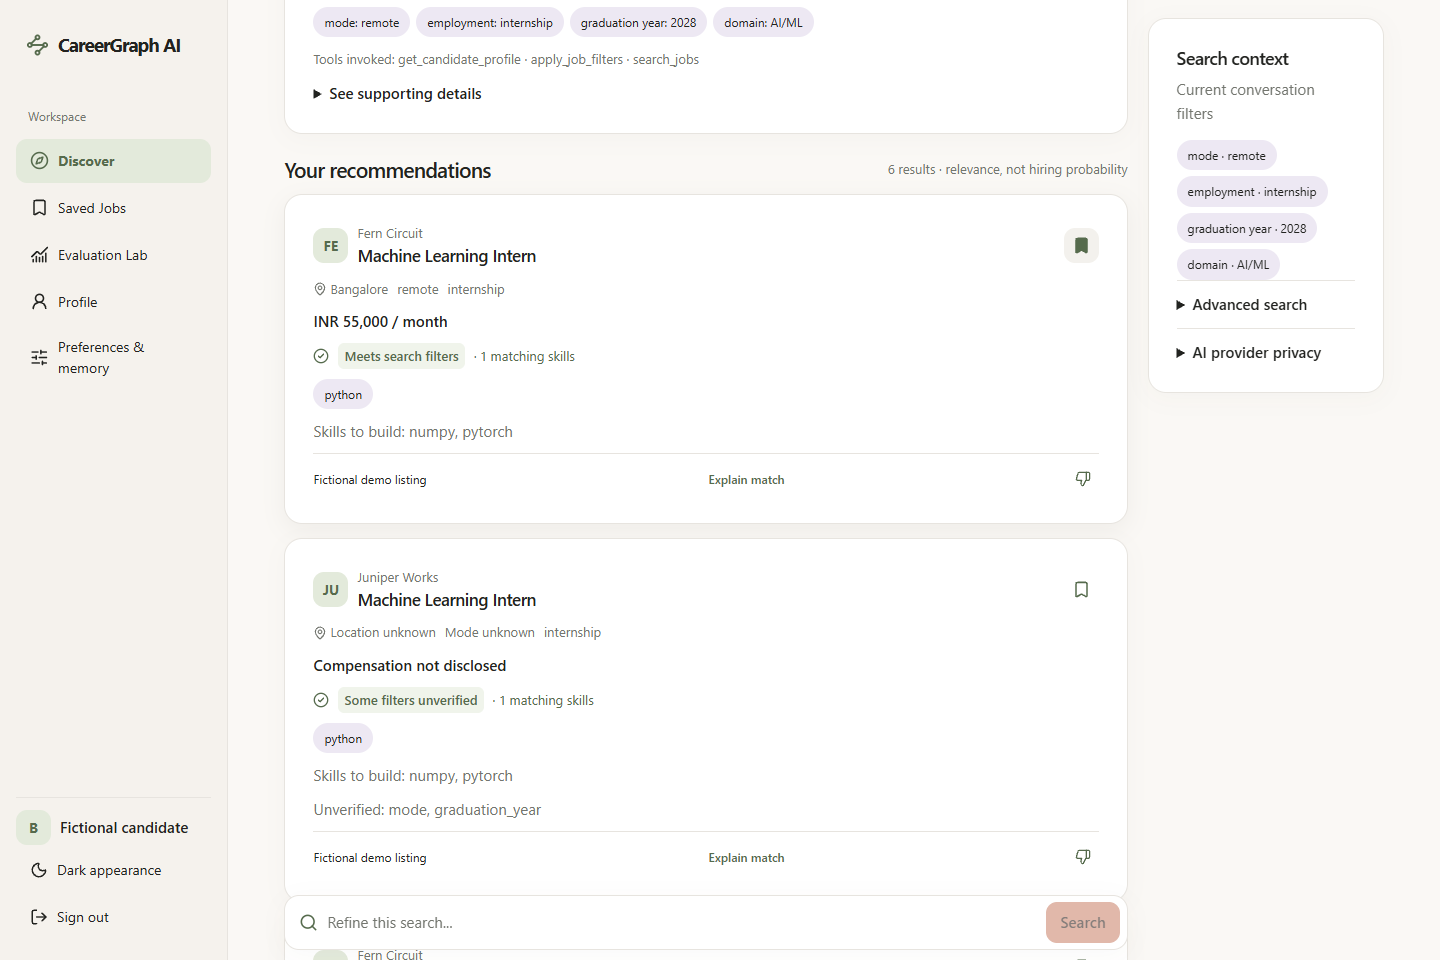 CareerGraph AI
Workspace
Discover
Saved Jobs
Evaluation Lab
Profile
Preferences &
memory
B Fictional candidate
Dark appearance
Sign out
mode: remote employment: internship graduation year: 2028 domain: AI/ML
Tools invoked: get_candidate_profile · apply_job_filters · search_jobs
See supporting details
Your recommendations 6 results · relevance, not hiring probability
FE Fern Circuit
Machine Learning Intern
Bangalore remote internship
INR 55,000 / month
Meets search filters · 1 matching skills
python
Skills to build: numpy, pytorch
Fictional demo listing Explain match
JU Juniper Works
Machine Learning Intern
Location unknown Mode unknown internship
Compensation not disclosed
Some filters unverified · 1 matching skills
python
Skills to build: numpy, pytorch
Unverified: mode, graduation_year
Fictional demo listing Explain match
Refine this search... Search
Fern Circuit
Search context
Current conversation
filters
mode · remote
employment · internship
graduation year · 2028
domain · AI/ML
Advanced search
AI provider privacy